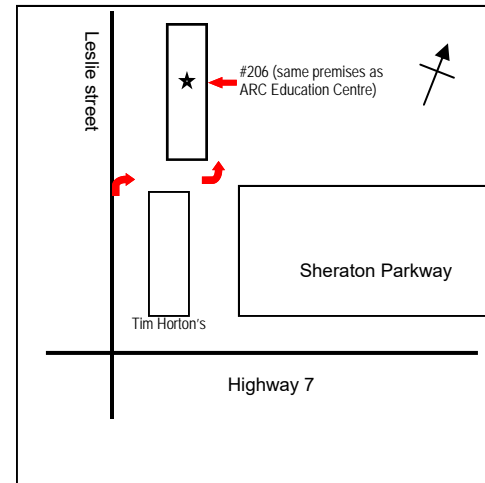 Leslie street
#206 (same premises as
ARC Education Centre)
Sheraton Parkway
Tim Horton's
Highway 7